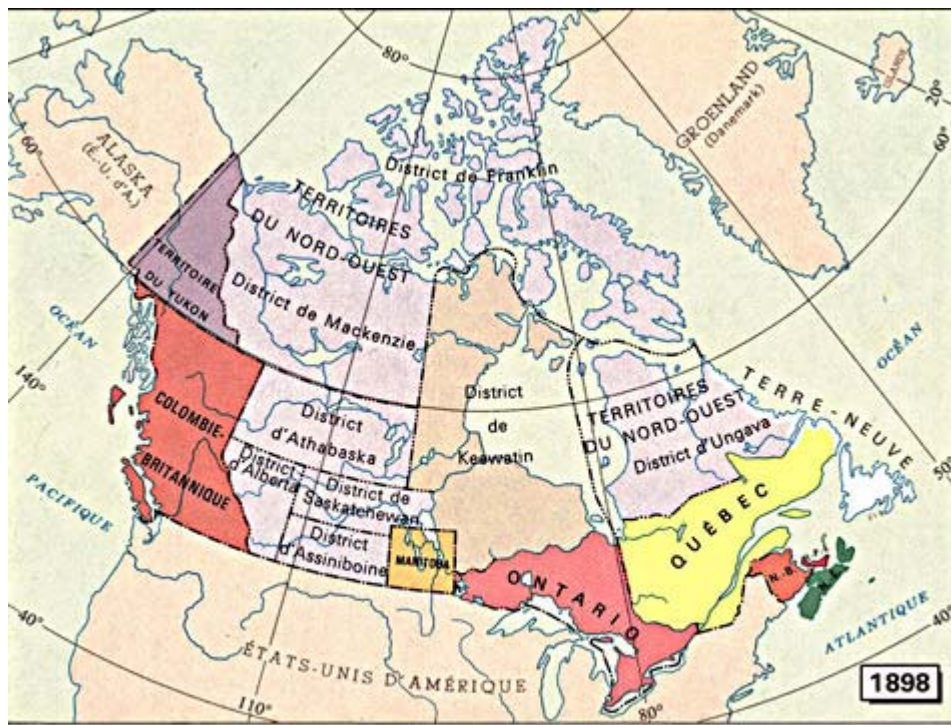 80°
ISLANDE
20°
GROENLAND
(Danemark)
60°
ALASKA
(É.-U. d'A.)
District de Franklin
TERRITOIRES
DU NORD-OUEST
District de Mackenzie
TERRITOIRE
DU YUKON
OCÉAN
PACIFIQUE
140°
OCÉAN
ATLANTIQUE
COLOMBIE-
BRITANNIQUE
District
d'Athabaska
District
d'Alberta
District de
Saskatchewan
District
d'Assiniboine
MANITOBA
District
de
Keewatin
TERRITOIRES
DU NORD-OUEST
District d'Ungava
TERRE-NEUVE
50°
QUÉBEC
ONTARIO
N.-B.
40°
ÉTATS-UNIS D'AMÉRIQUE
110°
80°
40°
1898